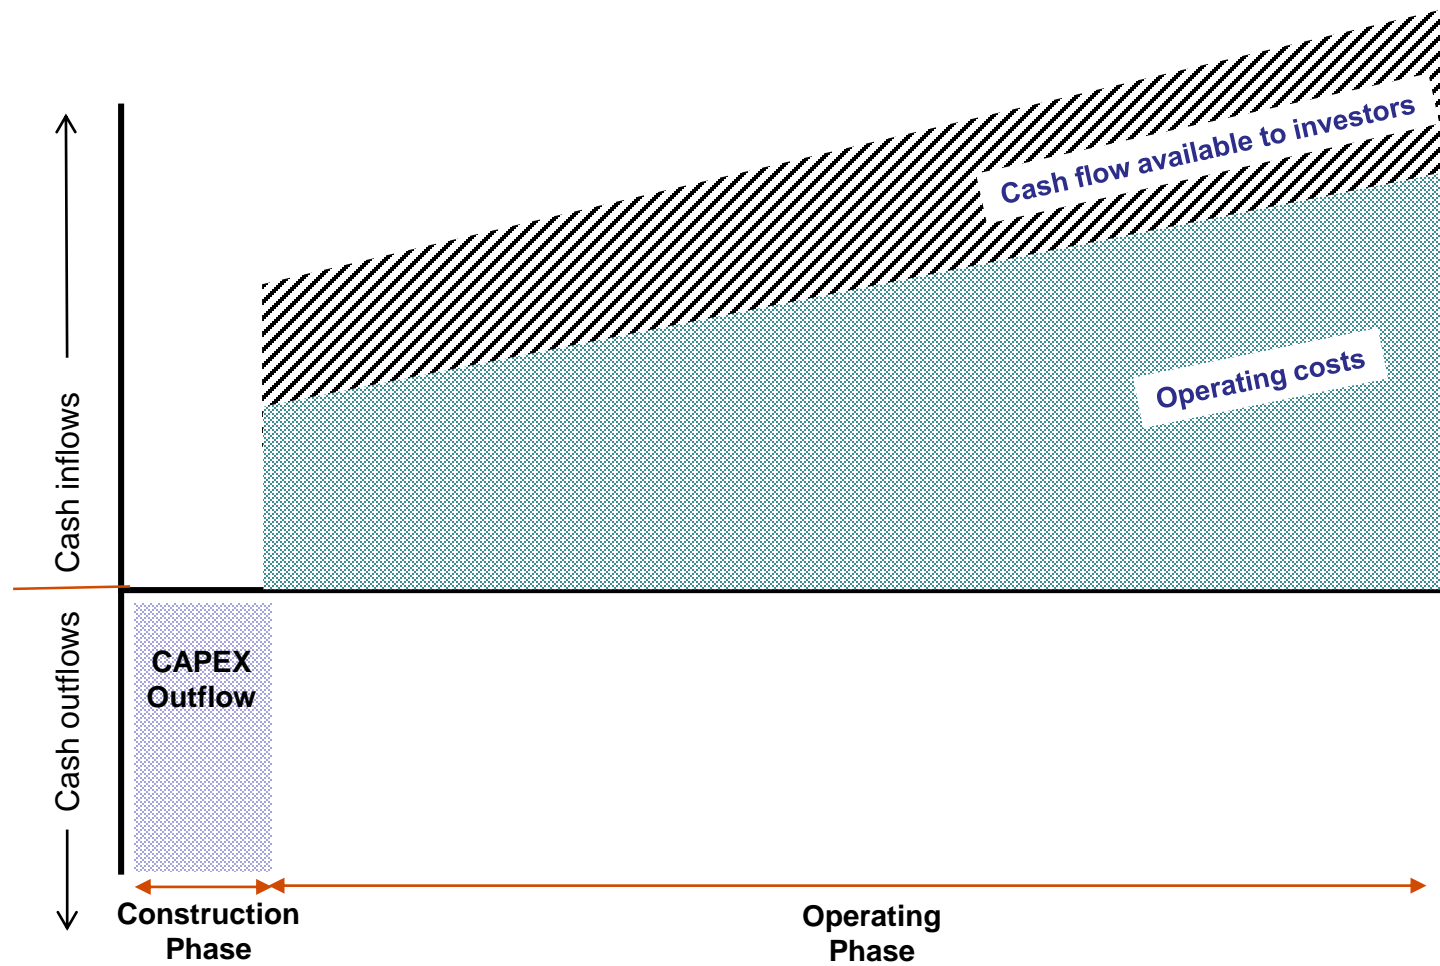 Cash flow available to investors
Operating costs
Cash inflows
Cash outflows
CAPEX
Outflow
Construction
Phase
Operating
Phase